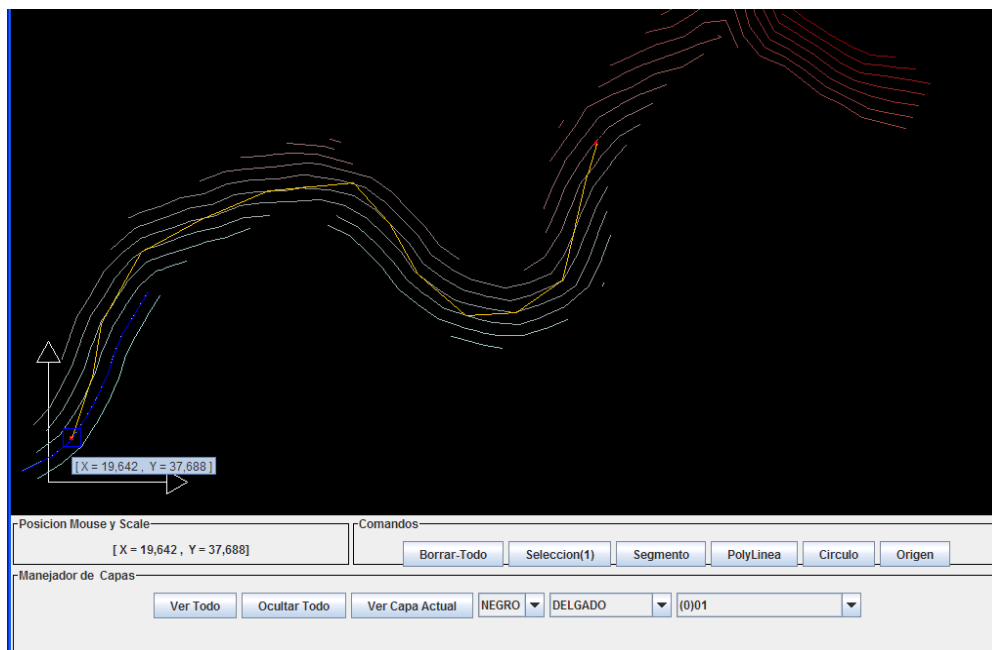 [ X = 19,642 , Y = 37,688 ]
Posicion Mouse y Scale
[ X = 19,642 , Y = 37,688]
Comandos
Borrar-Todo Seleccion(1) Segmento PolyLinea Circulo Origen
Manejador de Capas
Ver Todo Ocultar Todo Ver Capa Actual NEGRO DELGADO (0)01